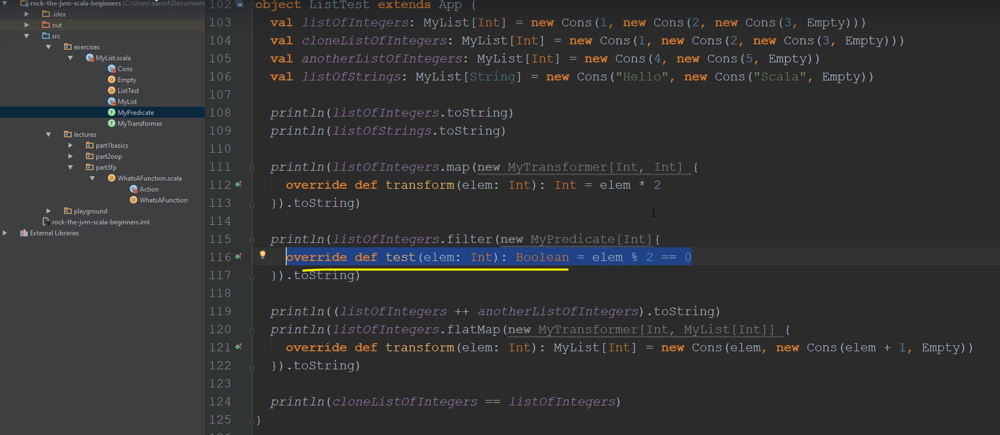 rock-the-jvm-scala-beginners (C:\Users\daniel\Documents
.idea
out
src
exercises
MyList.scala
Cons
Empty
ListTest
MyList
MyPredicate
MyTransformer
lectures
part1basics
part2oop
part3fp
WhatsAFunction.scala
Action
WhatsAFunction
playground
rock-the-jvm-scala-beginners.iml
External Libraries
102 object ListTest extends App {
103 val listOfIntegers: MyList[Int] = new Cons(1, new Cons(2, new Cons(3, Empty)))
104 val cloneListOfIntegers: MyList[Int] = new Cons(1, new Cons(2, new Cons(3, Empty)))
105 val anotherListOfIntegers: MyList[Int] = new Cons(4, new Cons(5, Empty))
106 val listOfStrings: MyList[String] = new Cons("Hello", new Cons("Scala", Empty))
107
108 println(listOfIntegers.toString)
109 println(listOfStrings.toString)
110
111 println(listOfIntegers.map(new MyTransformer[Int, Int] {
112 override def transform(elem: Int): Int = elem * 2
113 }).toString)
114
115 println(listOfIntegers.filter(new MyPredicate[Int]{
116 override def test(elem: Int): Boolean = elem % 2 == 0
117 }).toString)
118
119 println((listOfIntegers ++ anotherListOfIntegers).toString)
120 println(listOfIntegers.flatMap(new MyTransformer[Int, MyList[Int]] {
121 override def transform(elem: Int): MyList[Int] = new Cons(elem, new Cons(elem + 1, Empty))
122 }).toString)
123
124 println(cloneListOfIntegers == listOfIntegers)
125 }